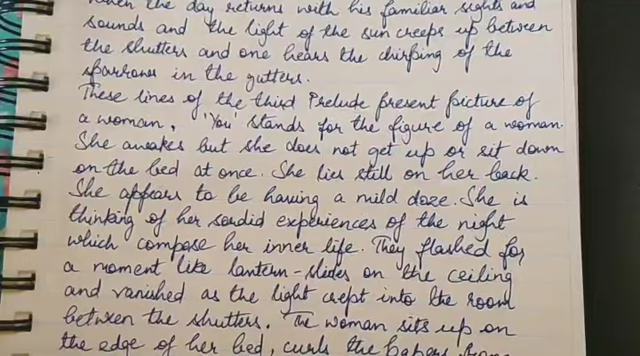 when the day returns with his familiar sights and
sounds and the light of the sun creeps up between
the shutters and one hears the chirping of the
sparrows in the gutters.
These lines of the third Prelude present picture of
a woman. 'You' stands for the figure of a woman.
She awakes but she does not get up or sit down
on the bed at once. She lies still on her back.
She appears to be having a mild doze. She is
thinking of her sordid experiences of the night
which compose her inner life. They flashed for
a moment like lantern-slides on the ceiling
and vanished as the light crept into the room
between the shutters. The woman sits up on
the edge of her bed, curls the papers from